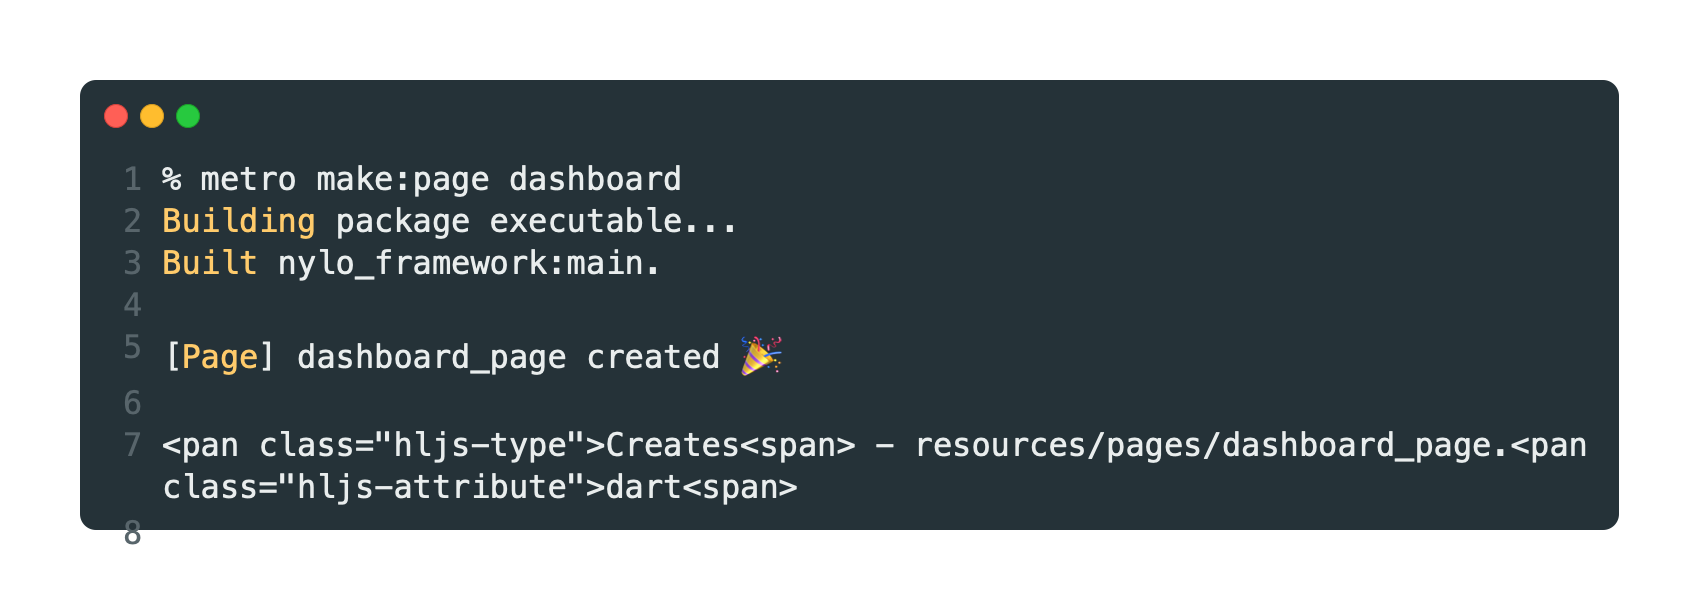 1 % metro make:page dashboard
2 Building package executable...
3 Built nylo_framework:main.
4
5 [Page] dashboard_page created 🎉
6
7 <pan class="hljs-type">Creates<span> - resources/pages/dashboard_page.<pan
class="hljs-attribute">dart<span>
8